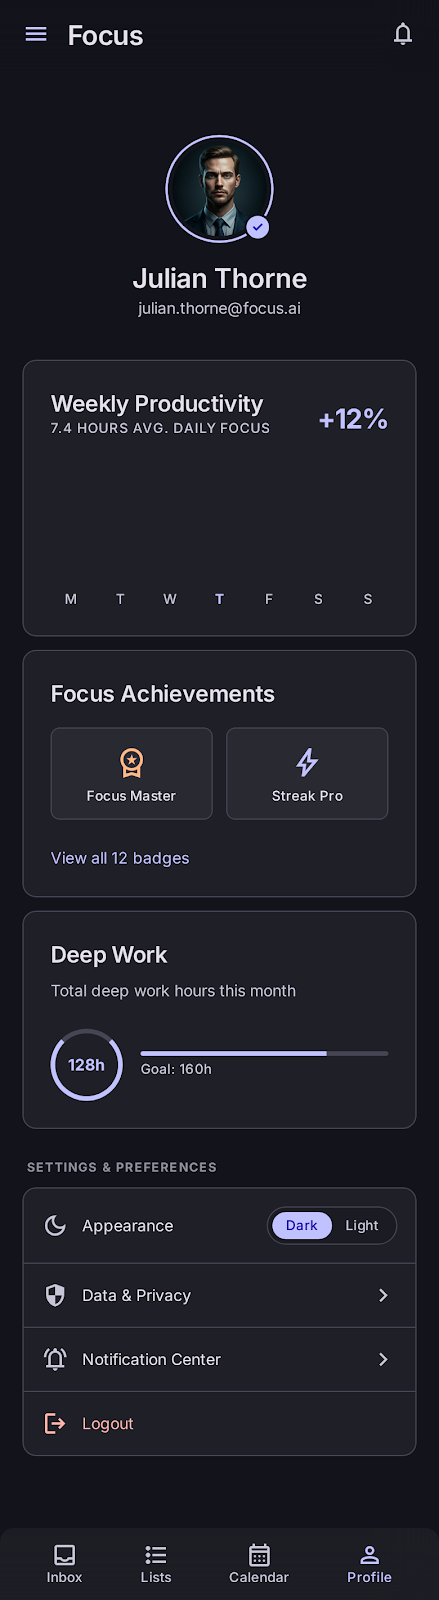 Focus
Julian Thorne
julian.thorne@focus.ai
Weekly Productivity
7.4 HOURS AVG. DAILY FOCUS
+12%
M T W T F S S
Focus Achievements
Focus Master
Streak Pro
View all 12 badges
Deep Work
Total deep work hours this month
128h
Goal: 160h
SETTINGS & PREFERENCES
Appearance
Dark
Light
Data & Privacy
Notification Center
Logout
Inbox
Lists
Calendar
Profile